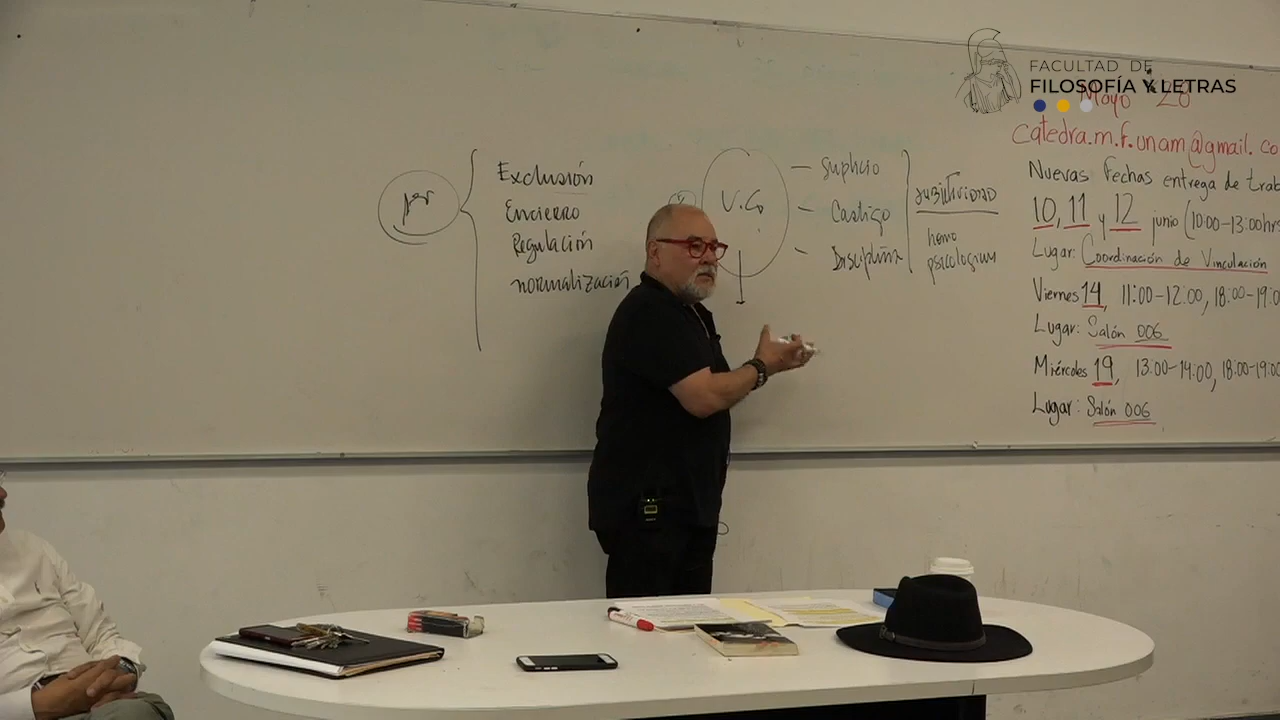 FACULTAD DE
FILOSOFÍA Y LETRAS
Mayo 28
catedra.m.f.unam@gmail.co
Exclusión
Encierro
Regulación
normalización
V.Co
Suplicio
Castigo
Disciplina
subjetividad
homo
psicologicum
Nuevas fechas entrega de trab
10, 11 y 12 junio (10:00-13:00hrs
Lugar: Coordinación de Vinculación
Viernes 14, 11:00-12:00, 18:00-19:0
Lugar: Salón 006
Miércoles 19, 13:00-14:00, 18:00-19:00
Lugar: Salón 006